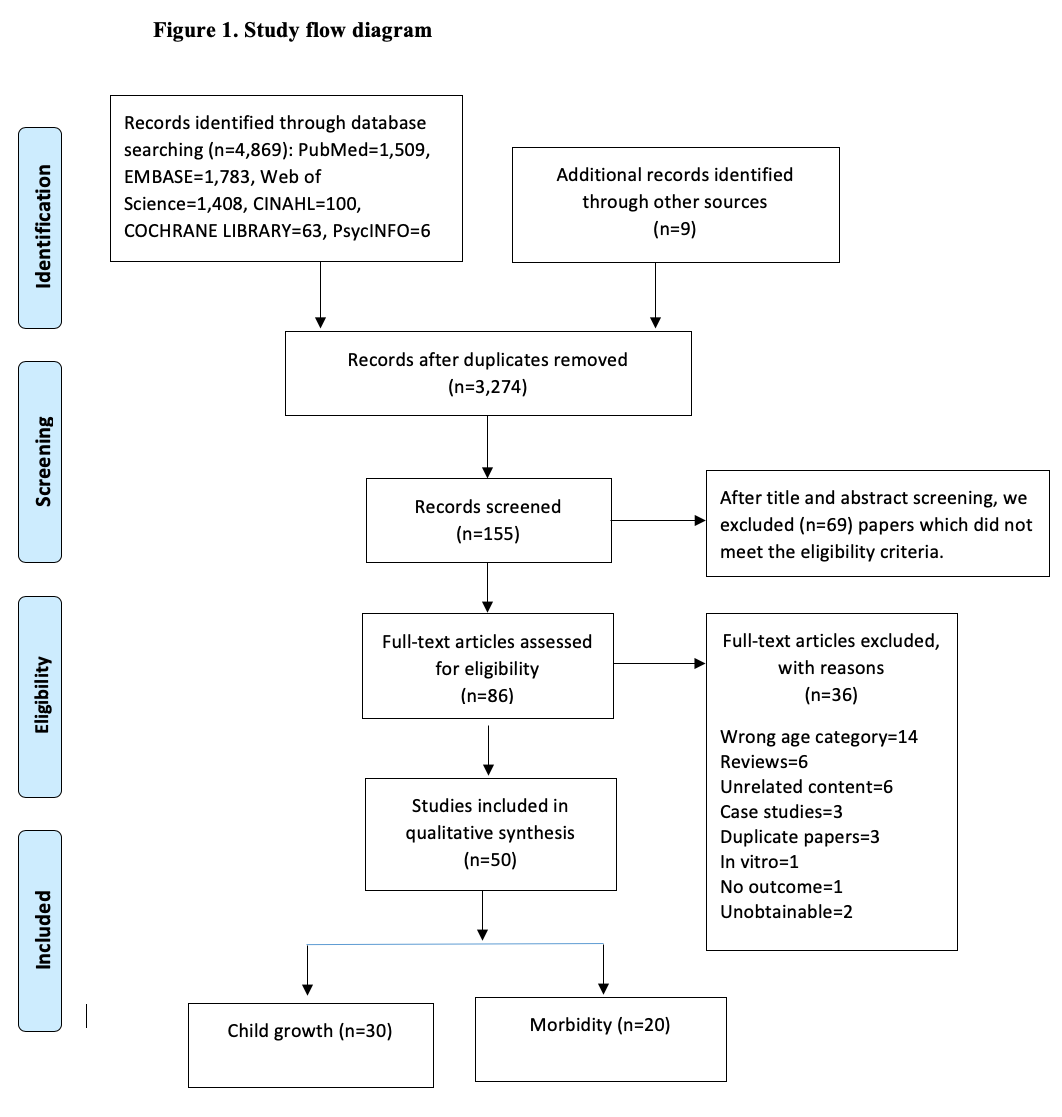 Figure 1. Study flow diagram
Identification
Records identified through database
searching (n=4,869): PubMed=1,509,
EMBASE=1,783, Web of
Science=1,408, CINAHL=100,
COCHRANE LIBRARY=63, PsycINFO=6
Additional records identified
through other sources
(n=9)
Screening
Records after duplicates removed
(n=3,274)
Records screened
(n=155)
After title and abstract screening, we
excluded (n=69) papers which did not
meet the eligibility criteria.
Eligibility
Full-text articles assessed
for eligibility
(n=86)
Full-text articles excluded,
with reasons
(n=36)
Wrong age category=14
Reviews=6
Unrelated content=6
Case studies=3
Duplicate papers=3
In vitro=1
No outcome=1
Unobtainable=2
Included
Studies included in
qualitative synthesis
(n=50)
Child growth (n=30)
Morbidity (n=20)